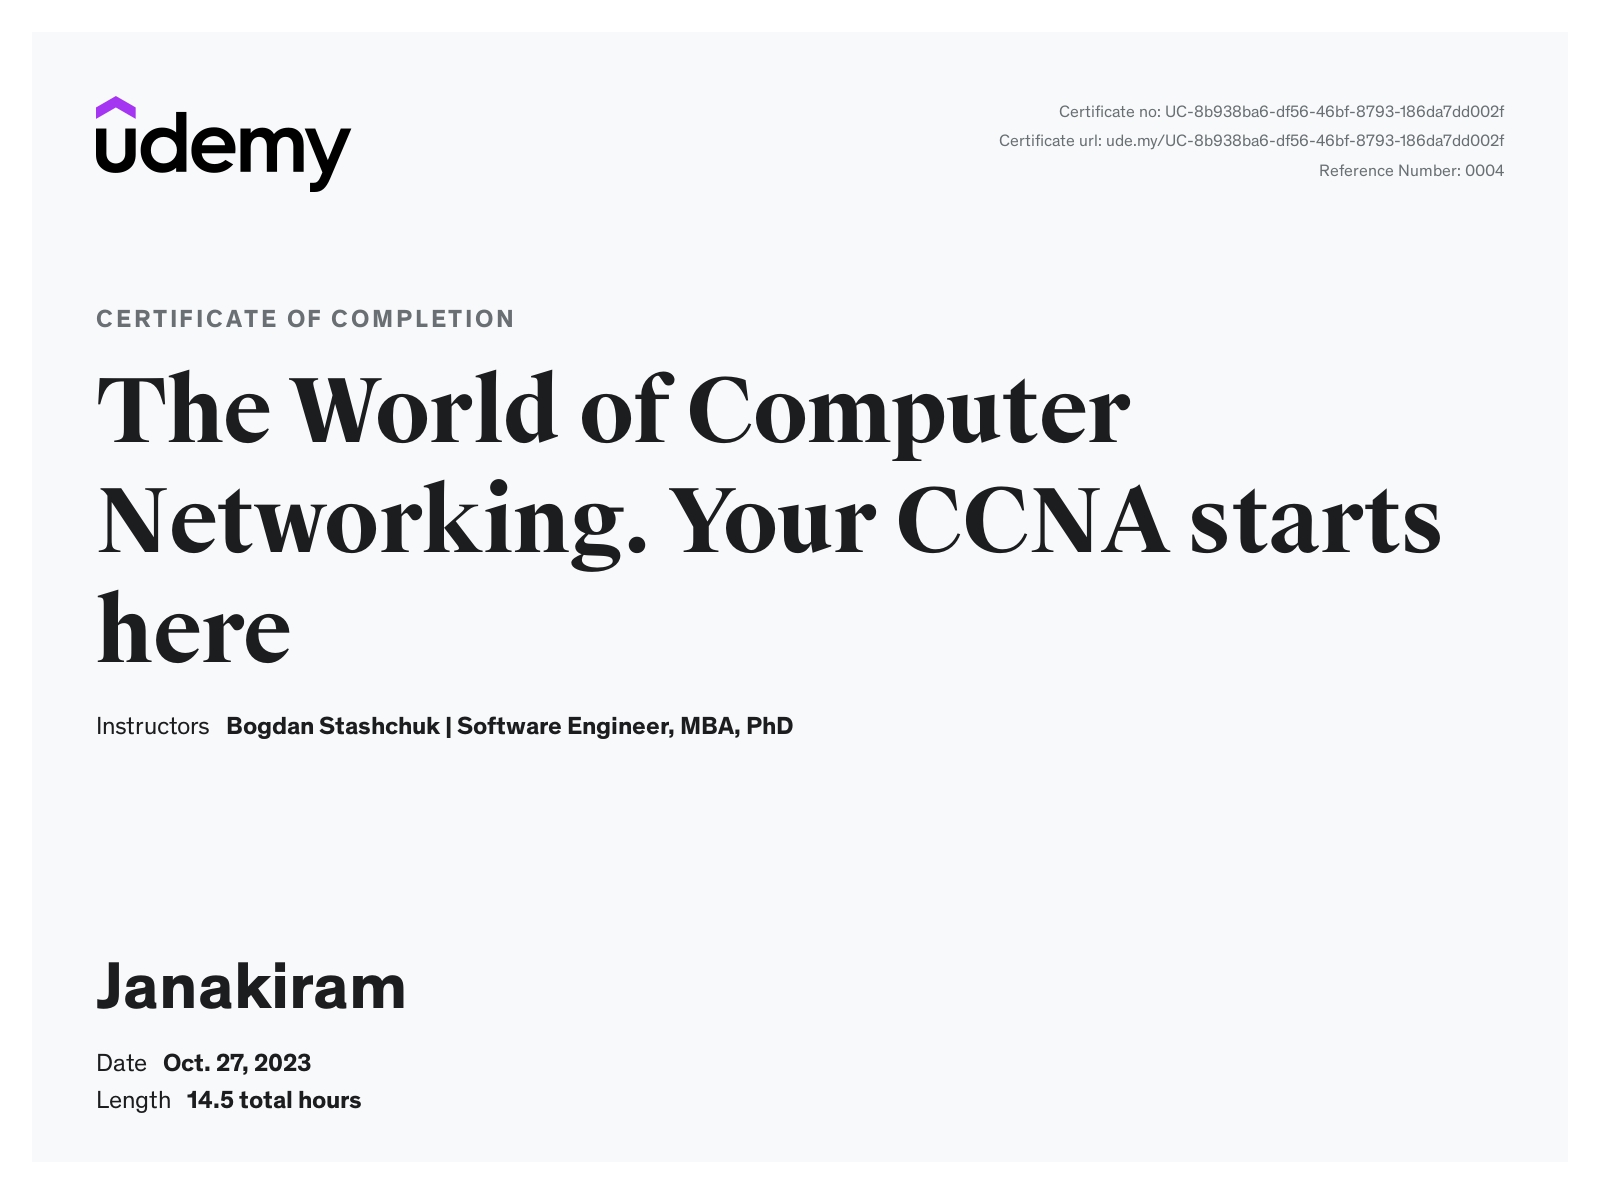 udemy
Certificate no: UC-8b938ba6-df56-46bf-8793-186da7dd002f
Certificate url: ude.my/UC-8b938ba6-df56-46bf-8793-186da7dd002f
Reference Number: 0004
CERTIFICATE OF COMPLETION
The World of Computer
Networking. Your CCNA starts
here
Instructors Bogdan Stashchuk | Software Engineer, MBA, PhD
Janakiram
Date Oct. 27, 2023
Length 14.5 total hours